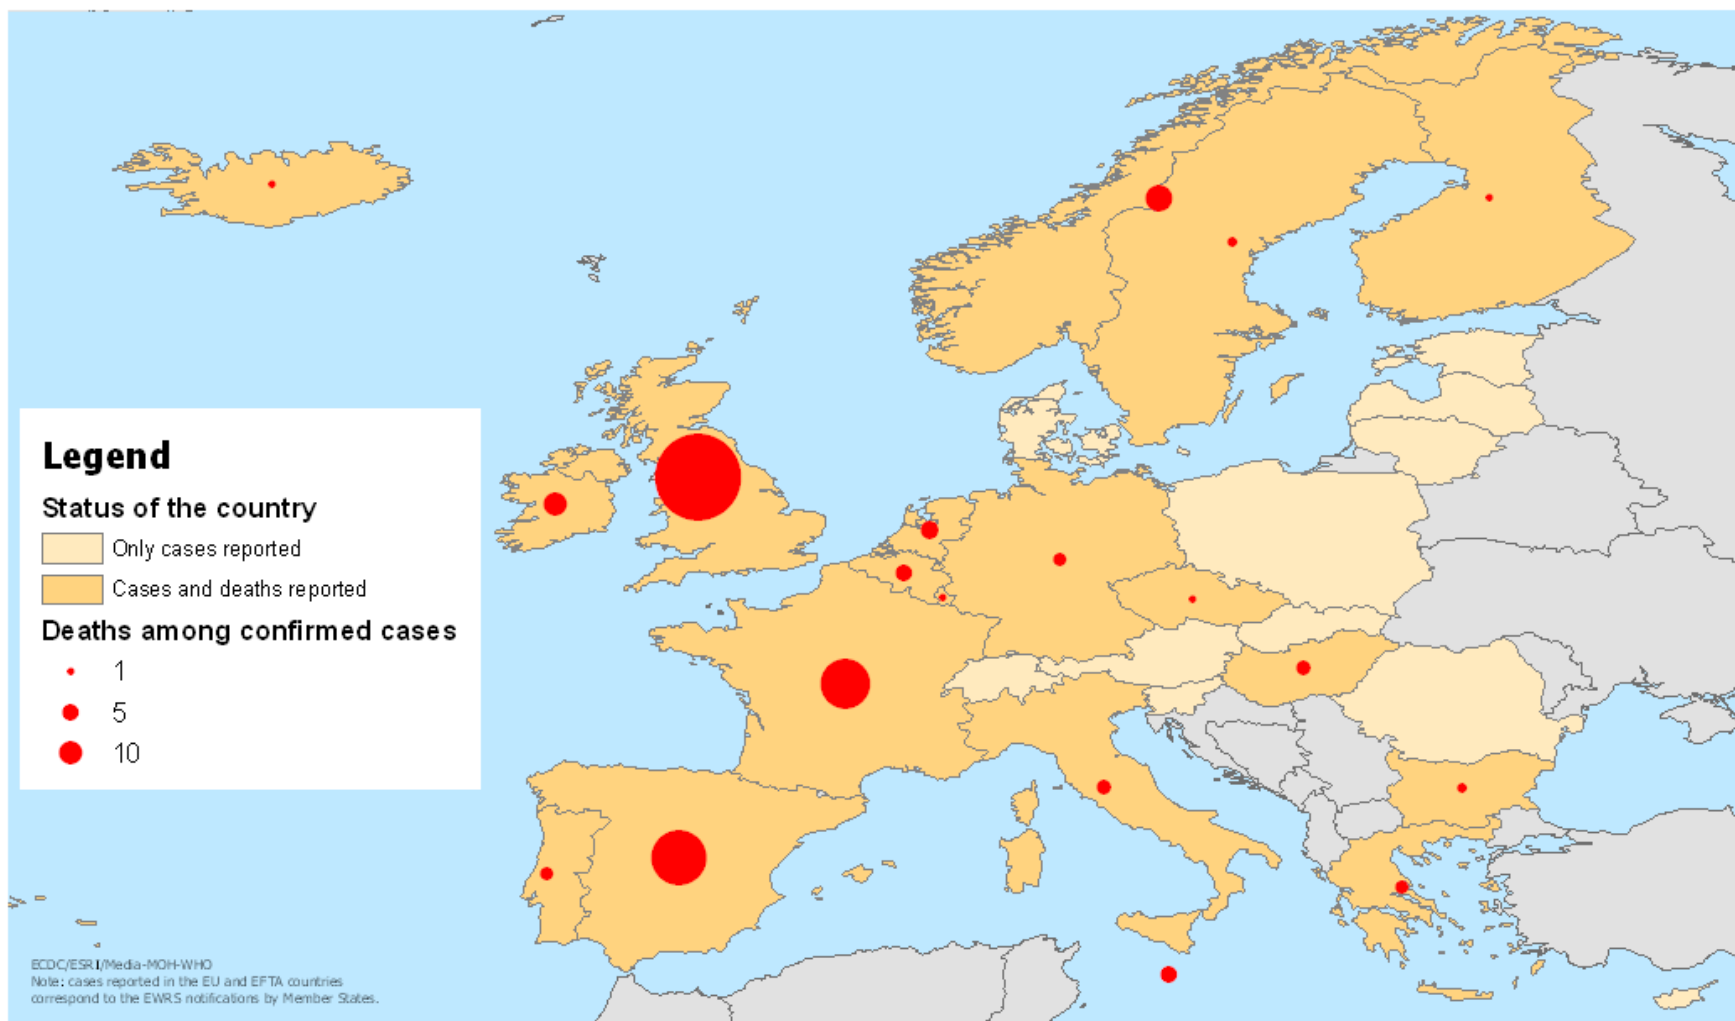 Legend
Status of the country
Only cases reported
Cases and deaths reported
Deaths among confirmed cases
1
5
10
ECDC/ESRI/Media-MOH-WHO
Note: cases reported in the EU and EFTA countries
correspond to the EWRS notifications by Member States.